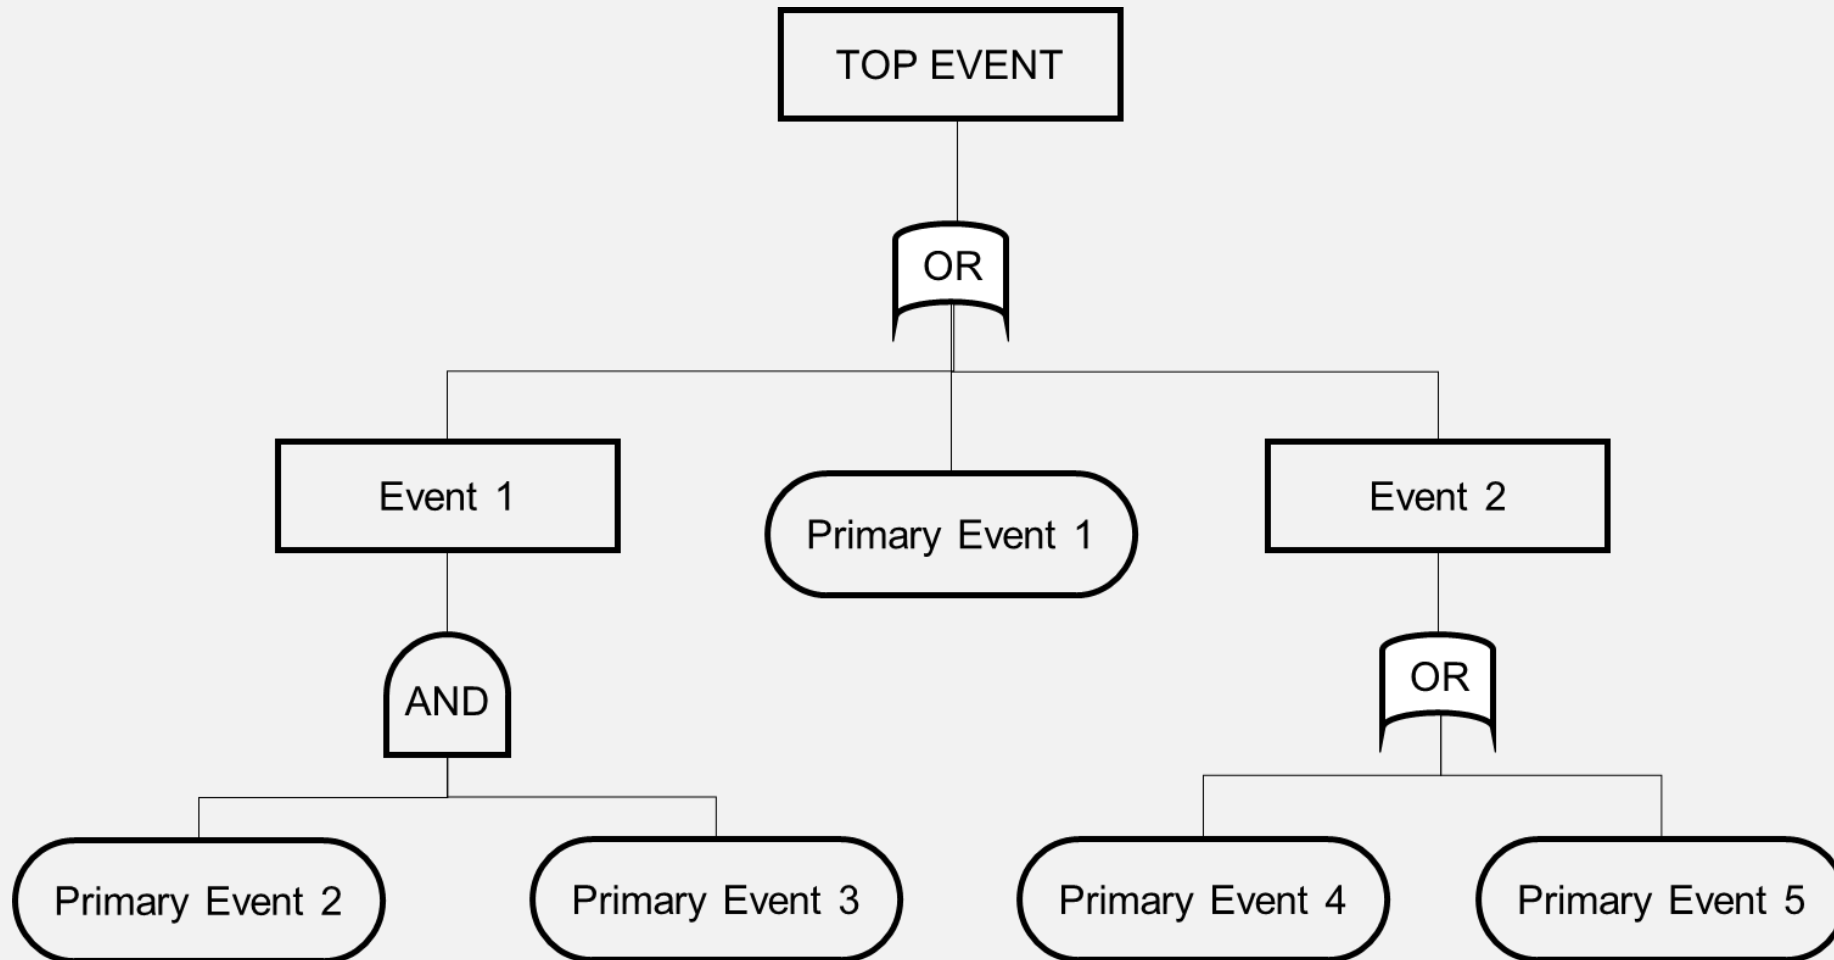 TOP EVENT
OR
Event 1
Primary Event 1
Event 2
AND
OR
Primary Event 2
Primary Event 3
Primary Event 4
Primary Event 5